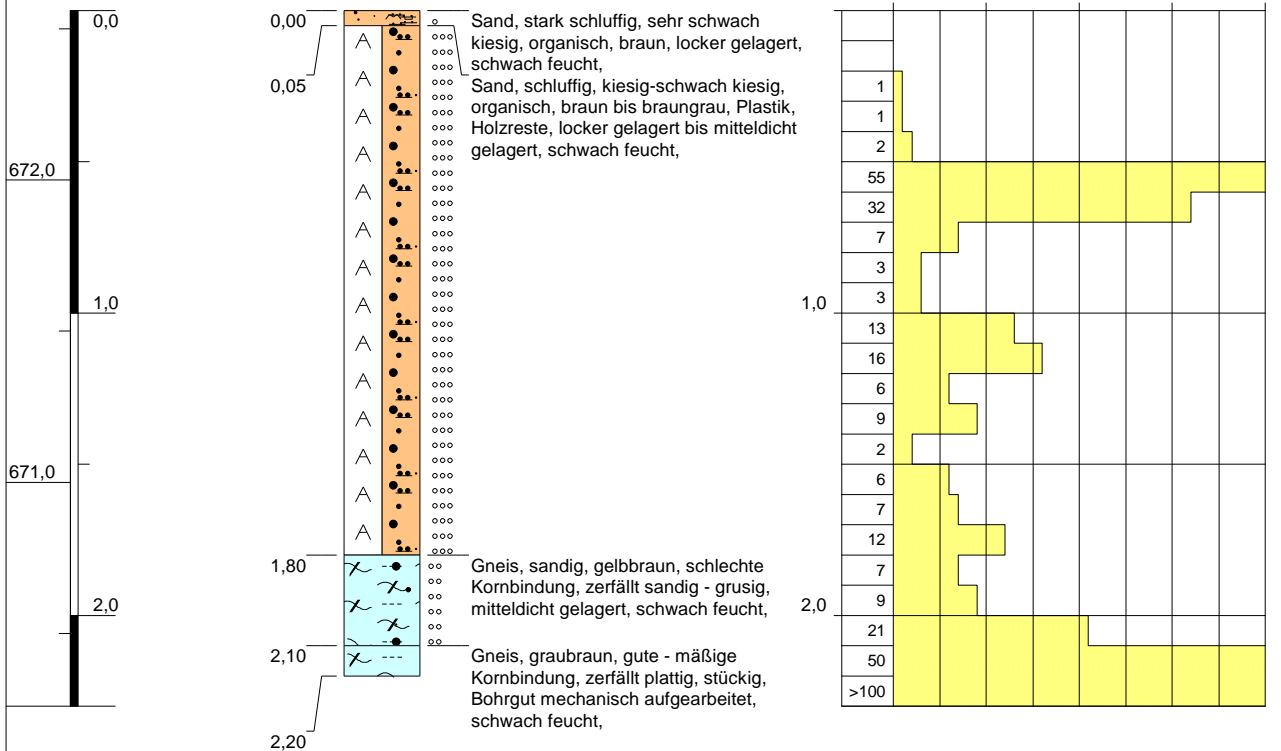 0,0
672,0
1,0
671,0
2,0
0,00
Sand, stark schluffig, sehr schwach
kiesig, organisch, braun, locker gelagert,
schwach feucht,
0,05
Sand, schluffig, kiesig-schwach kiesig,
organisch, braun bis braungrau, Plastik,
Holzreste, locker gelagert bis mitteldicht
gelagert, schwach feucht,
1,80
Gneis, sandig, gelbbraun, schlechte
Kornbindung, zerfällt sandig - grusig,
mitteldicht gelagert, schwach feucht,
2,10
Gneis, graubraun, gute - mäßige
Kornbindung, zerfällt plattig, stückig,
Bohrgut mechanisch aufgearbeitet,
schwach feucht,
2,20
1
1
2
55
32
7
3
3
1,0
13
16
6
9
2
6
7
12
7
9
2,0
21
50
>100